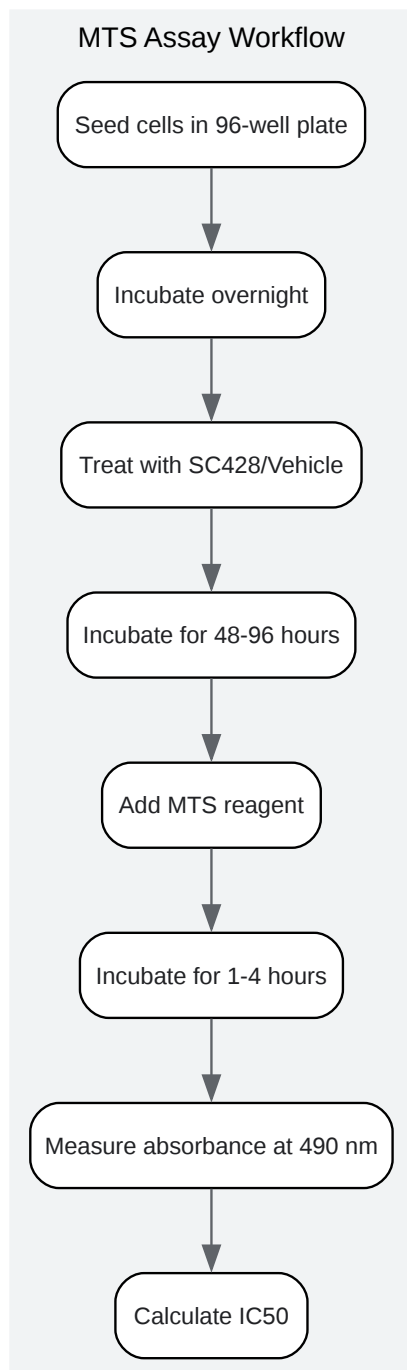 MTS Assay Workflow
Seed cells in 96-well plate
Incubate overnight
Treat with SC428/Vehicle
Incubate for 48-96 hours
Add MTS reagent
Incubate for 1-4 hours
Measure absorbance at 490 nm
Calculate IC50